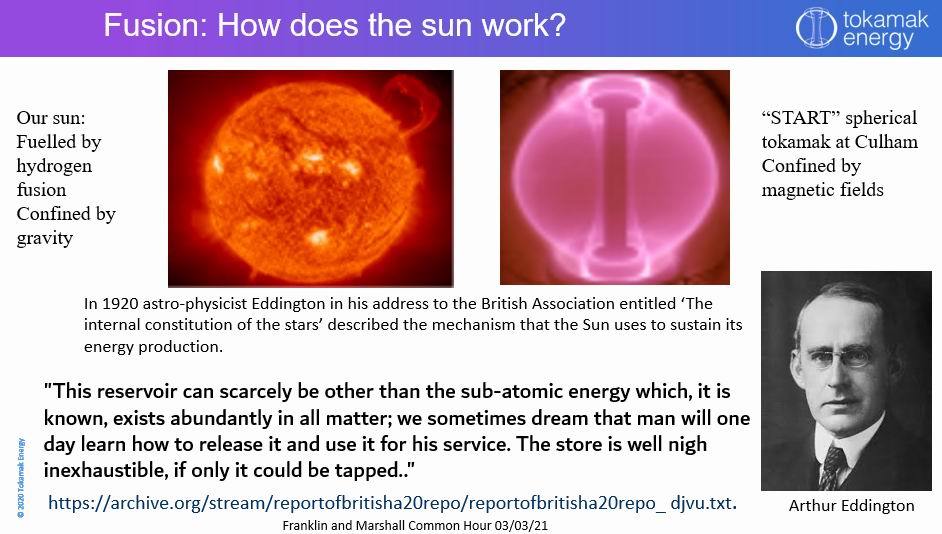 Fusion: How does the sun work?
tokamak
energy
Our sun:
Fuelled by
hydrogen
fusion
Confined by
gravity
“START” spherical
tokamak at Culham
Confined by
magnetic fields
In 1920 astro-physicist Eddington in his address to the British Association entitled ‘The
internal constitution of the stars’ described the mechanism that the Sun uses to sustain its
energy production.
"This reservoir can scarcely be other than the sub-atomic energy which, it is
known, exists abundantly in all matter; we sometimes dream that man will one
day learn how to release it and use it for his service. The store is well nigh
inexhaustible, if only it could be tapped.."
https://archive.org/stream/reportofbritisha20repo/reportofbritisha20repo_ djvu.txt.
Arthur Eddington
Franklin and Marshall Common Hour 03/03/21
© 2020 Tokamak Energy